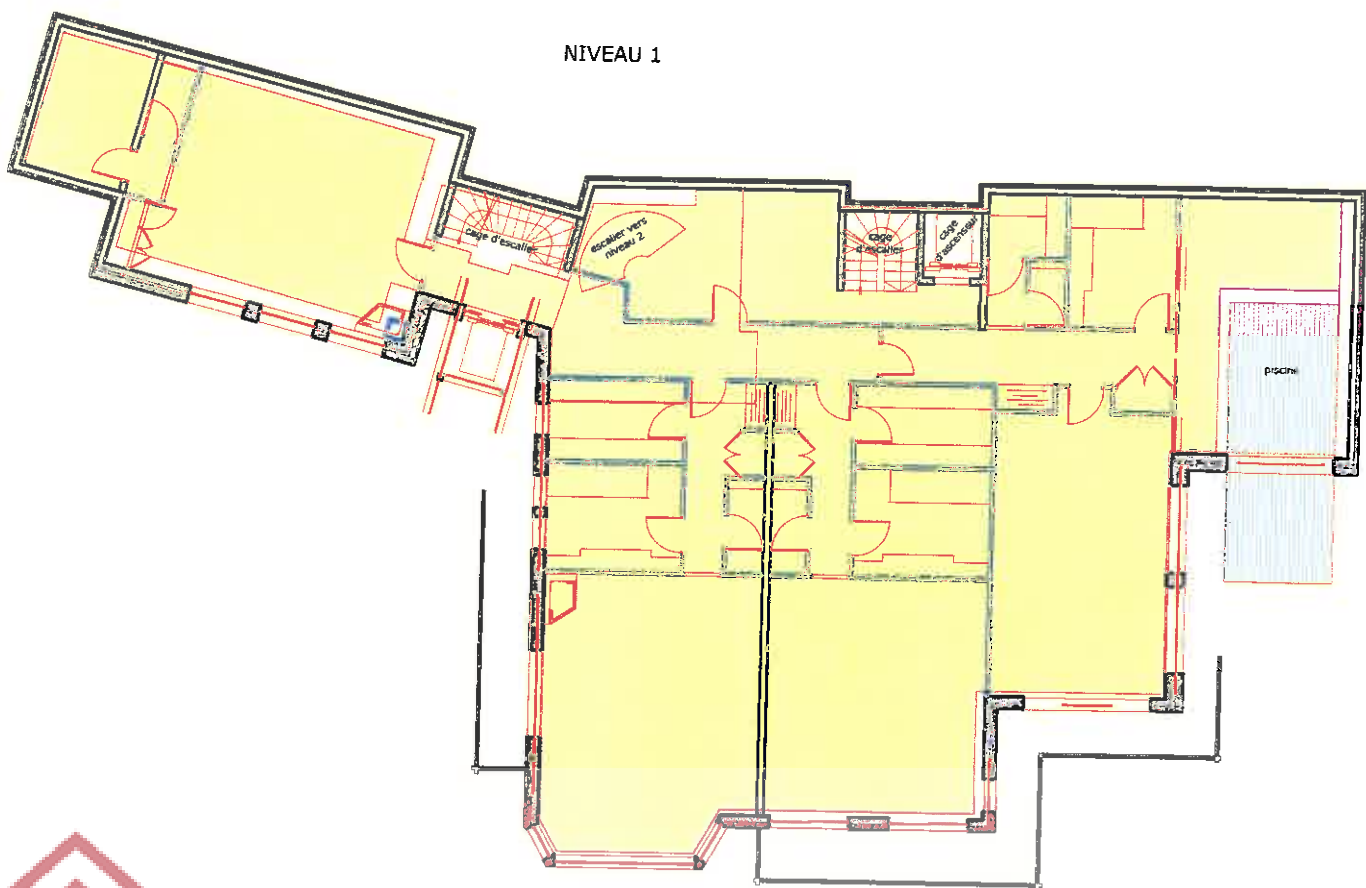 NIVEAU 1
escalier vers
niveau 2
cage d'escalier
cage
d'escalier
cage
d'ascenseur
piscine